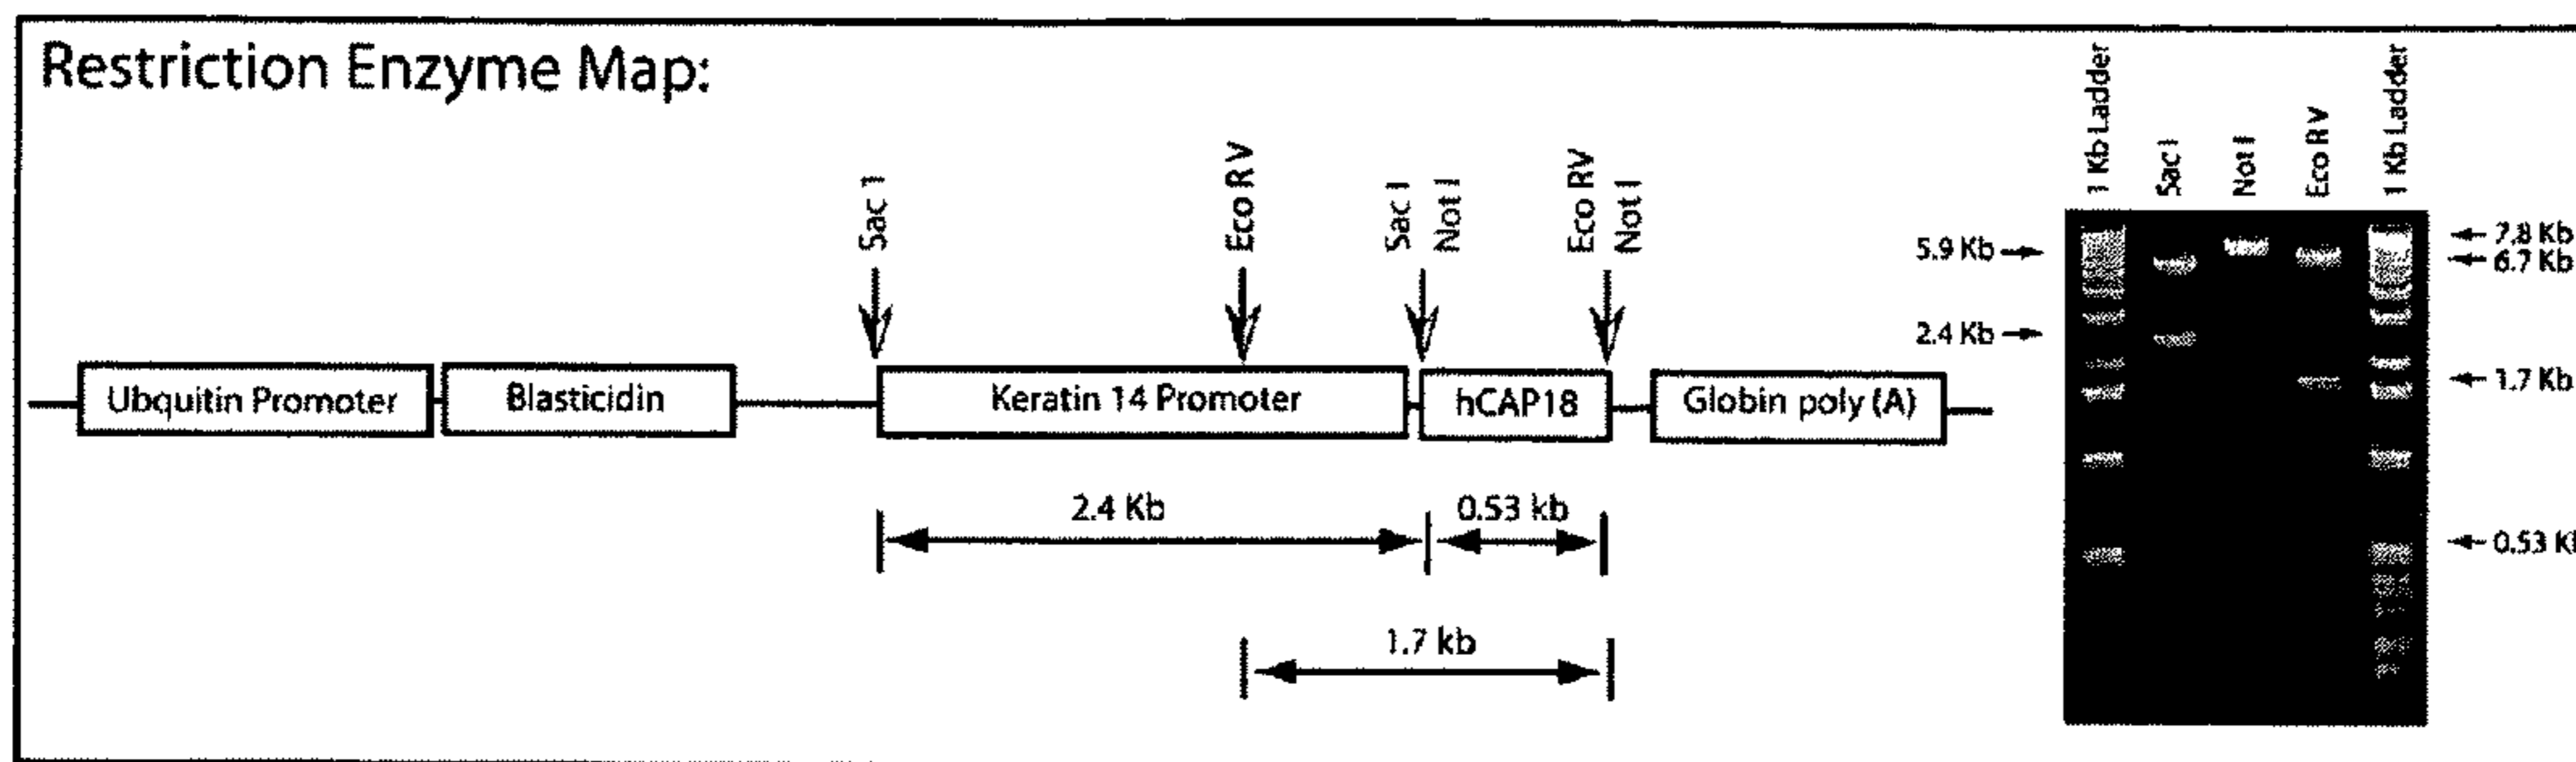 Restriction Enzyme Map:
Sac 1
Eco R V
Sac I
Not I
Eco RV
Not I
Ubquitin Promoter
Blasticidin
Keratin 14 Promoter
hCAP18
Globin poly (A)
2.4 Kb
0.53 kb
1.7 kb
1 Kb Ladder
Sac I
Not I
Eco R V
1 Kb Ladder
5.9 Kb
2.4 Kb
7.8 Kb
6.7 Kb
1.7 Kb
0.53 K